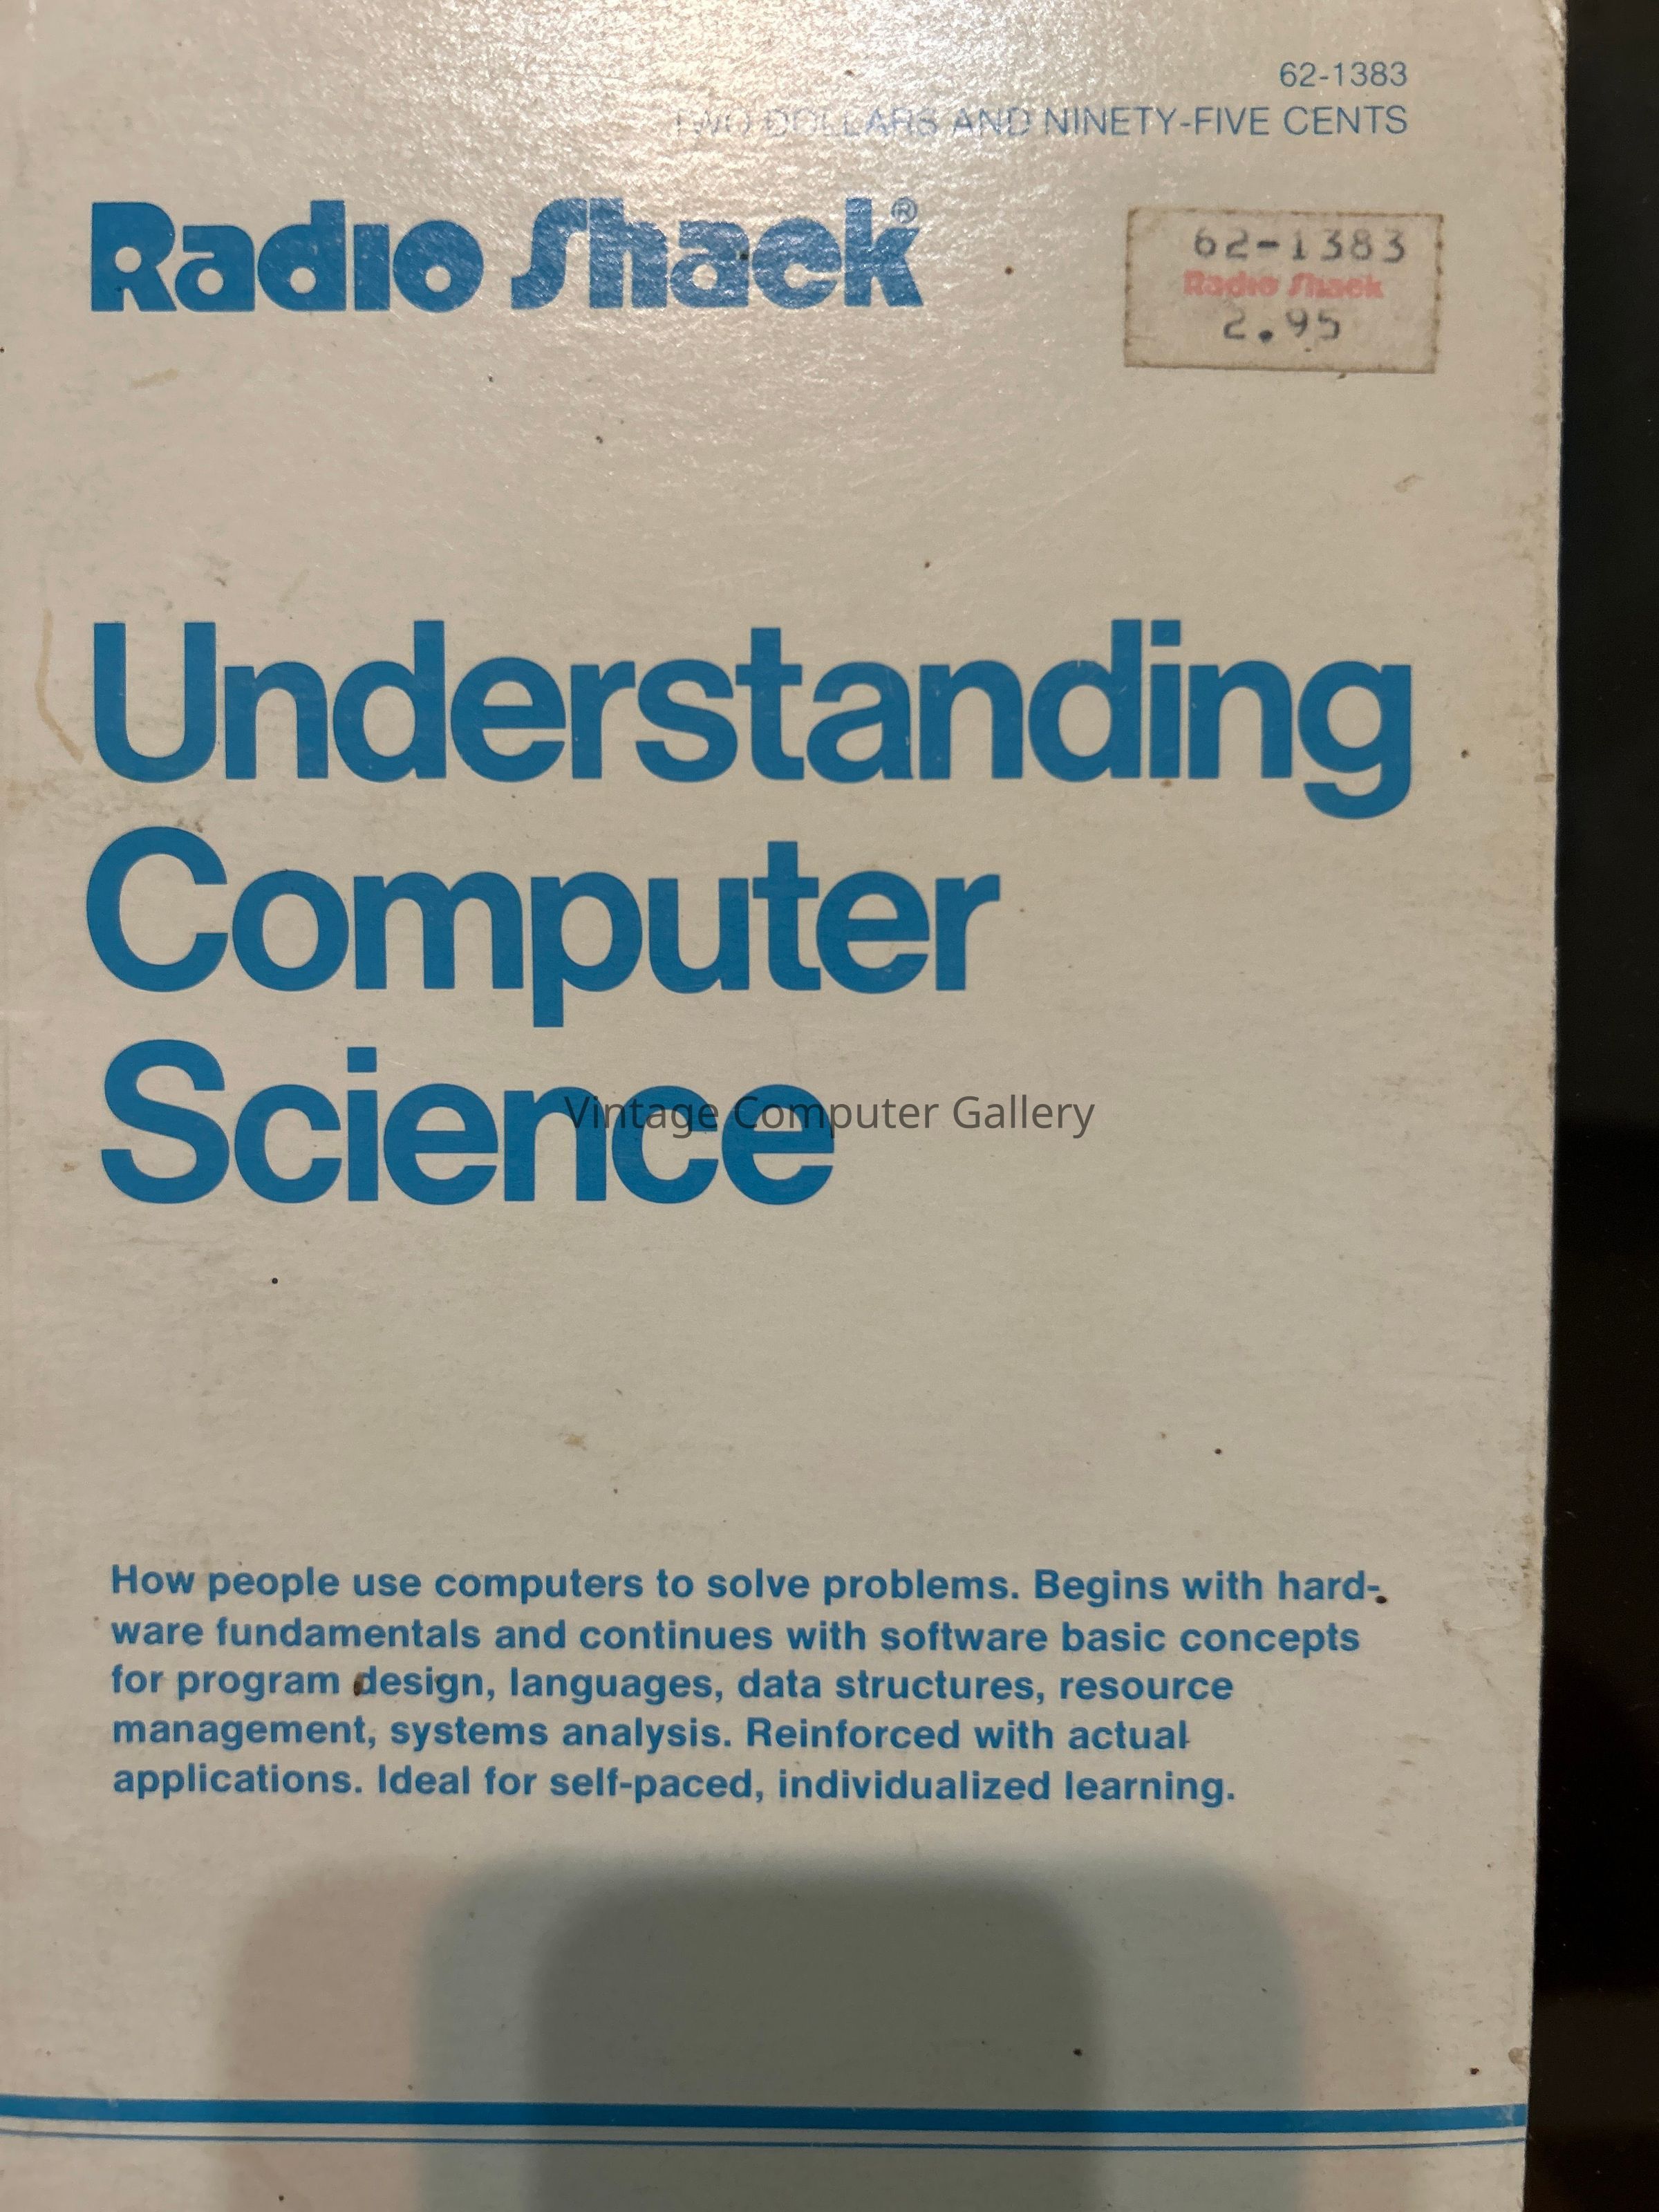 62-1383
TWO DOLLARS AND NINETY-FIVE CENTS
Radio Shack®
62-1383
Radio Shack
2.95
Understanding
Computer
Science
Vintage Computer Gallery
How people use computers to solve problems. Begins with hard-
ware fundamentals and continues with software basic concepts
for program design, languages, data structures, resource
management, systems analysis. Reinforced with actual
applications. Ideal for self-paced, individualized learning.